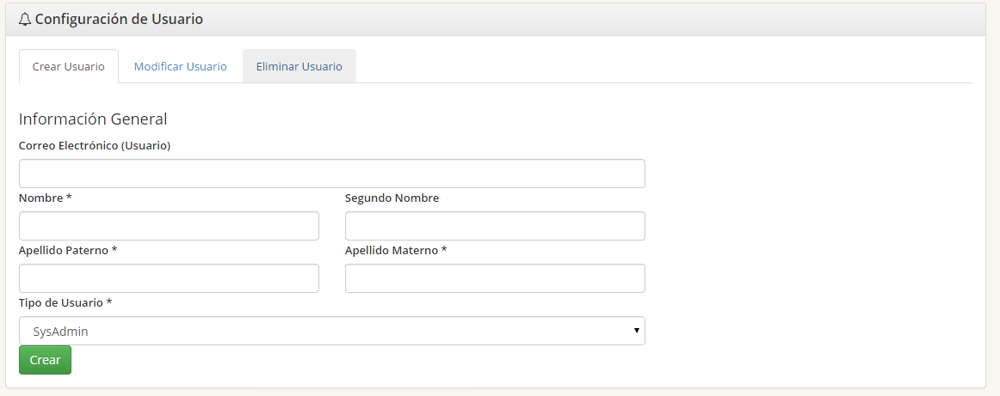 Configuración de Usuario
Crear Usuario Modificar Usuario Eliminar Usuario
Información General
Correo Electrónico (Usuario)
Nombre * Segundo Nombre
Apellido Paterno * Apellido Materno *
Tipo de Usuario *
SysAdmin
Crear